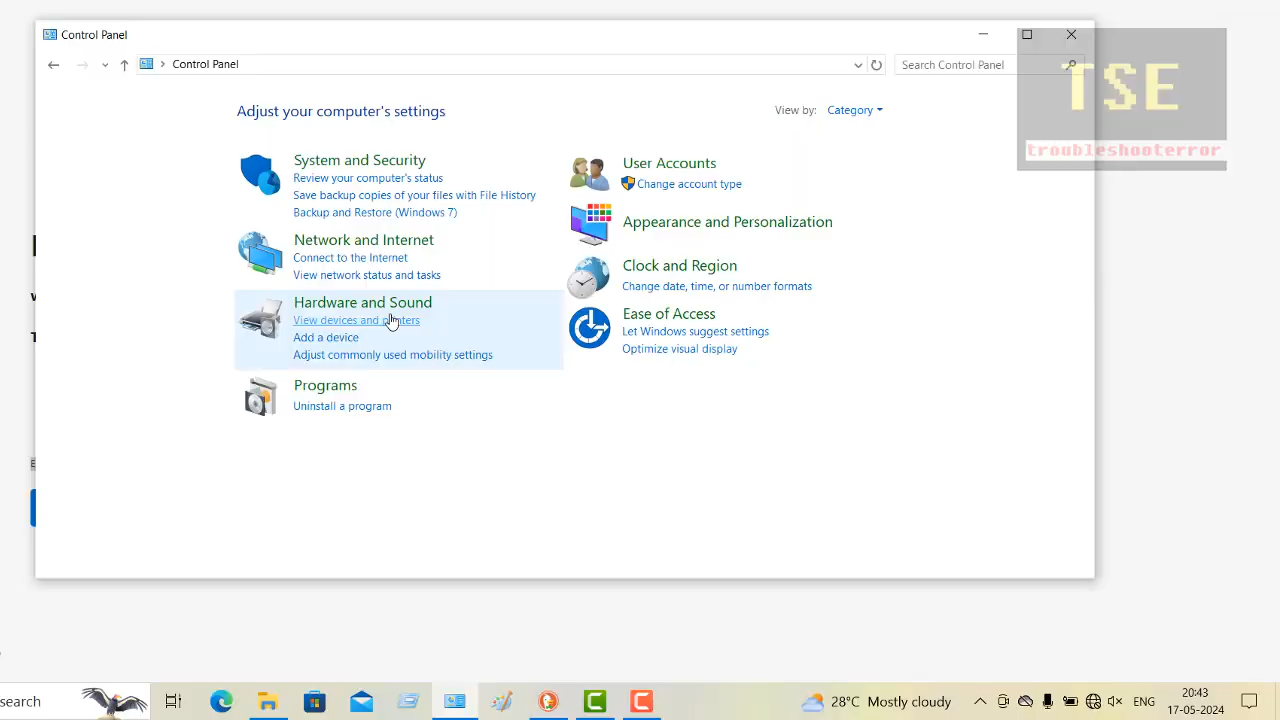 Control Panel
Control Panel
Search Control Panel
TSE
troubleshooterror
Adjust your computer's settings
View by: Category
System and Security
Review your computer's status
Save backup copies of your files with File History
Backup and Restore (Windows 7)
Network and Internet
Connect to the Internet
View network status and tasks
Hardware and Sound
View devices and printers
Add a device
Adjust commonly used mobility settings
Programs
Uninstall a program
User Accounts
Change account type
Appearance and Personalization
Clock and Region
Change date, time, or number formats
Ease of Access
Let Windows suggest settings
Optimize visual display
search
28°C Mostly cloudy
ENG
20:43
17-05-2024